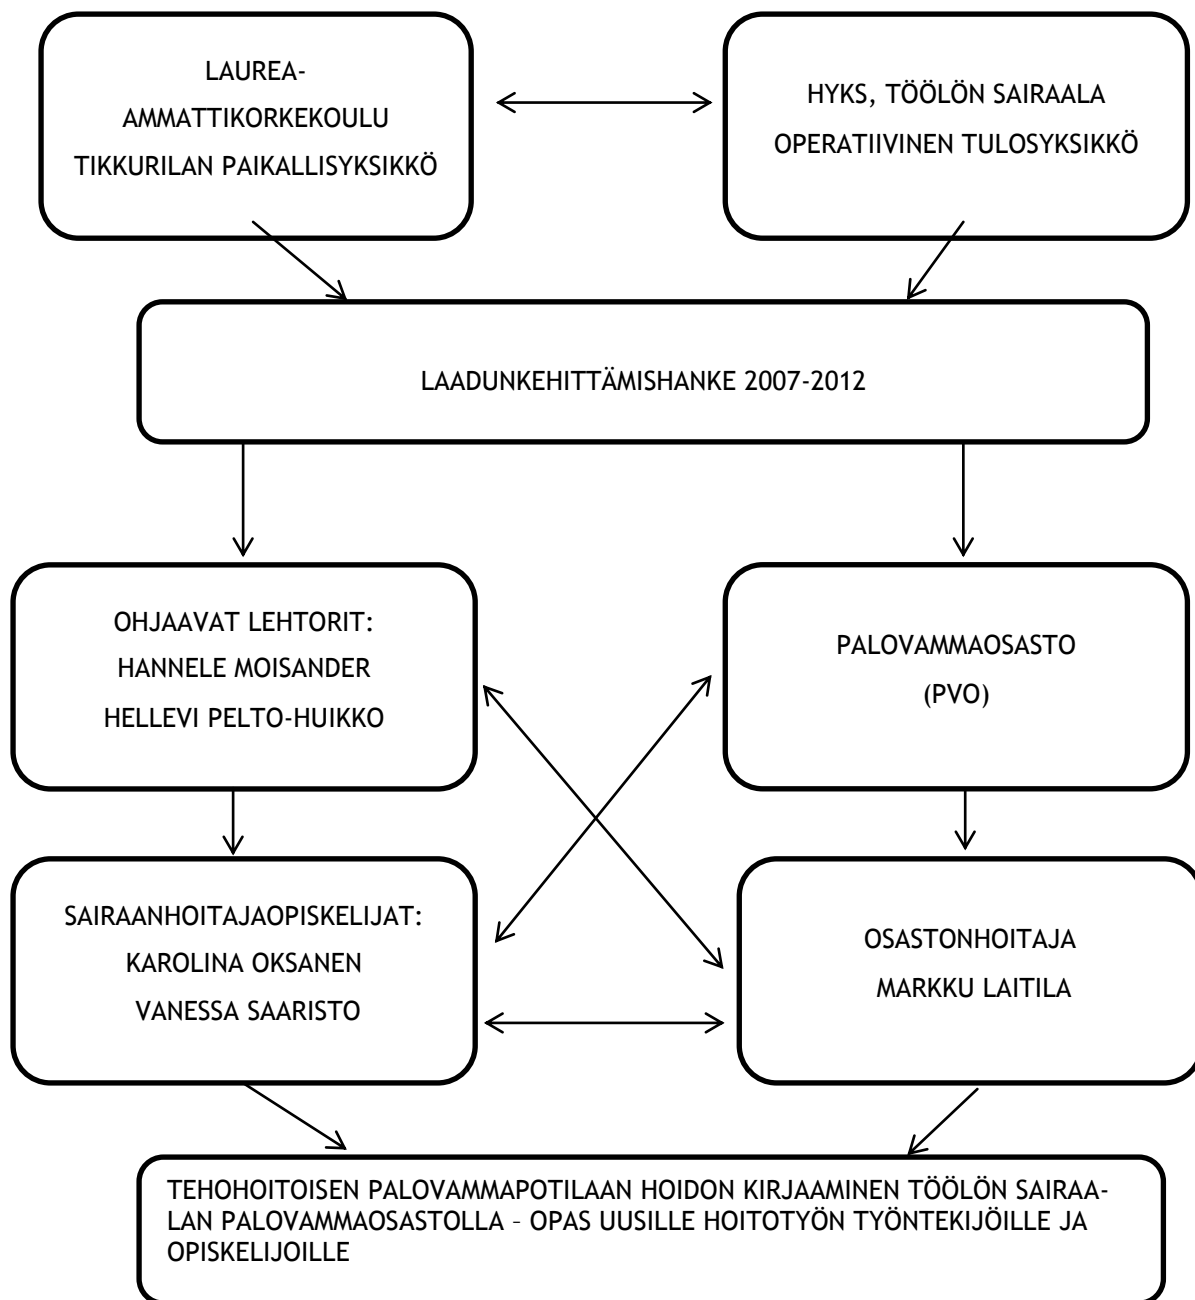 LAUREA-
AMMATTIKORKEKOULU
TIKKURILAN PAIKALLISYKSIKKÖ
HYKS, TÖÖLÖN SAIRAALA
OPERATIIVINEN TULOSYKSIKKÖ
LAADUNKEHITTÄMISHANKE 2007-2012
OHJAAVAT LEHTORIT:
HANNELE MOISANDER
HELLEVI PELTO-HUIKKO
PALOVAMMAOSASTO
(PVO)
SAIRAANHOITAJAOPISKELIJAT:
KAROLINA OKSANEN
VANESSA SAARISTO
OSASTONHOITAJA
MARKKU LAITILA
TEHOHOITOISEN PALOVAMMAPOTILAAN HOIDON KIRJAAMINEN TÖÖLÖN SAIRAA-
LAN PALOVAMMAOSASTOLLA – OPAS UUSILLE HOITOTYÖN TYÖNTEKIJÖILLE JA
OPISKELIJOILLE